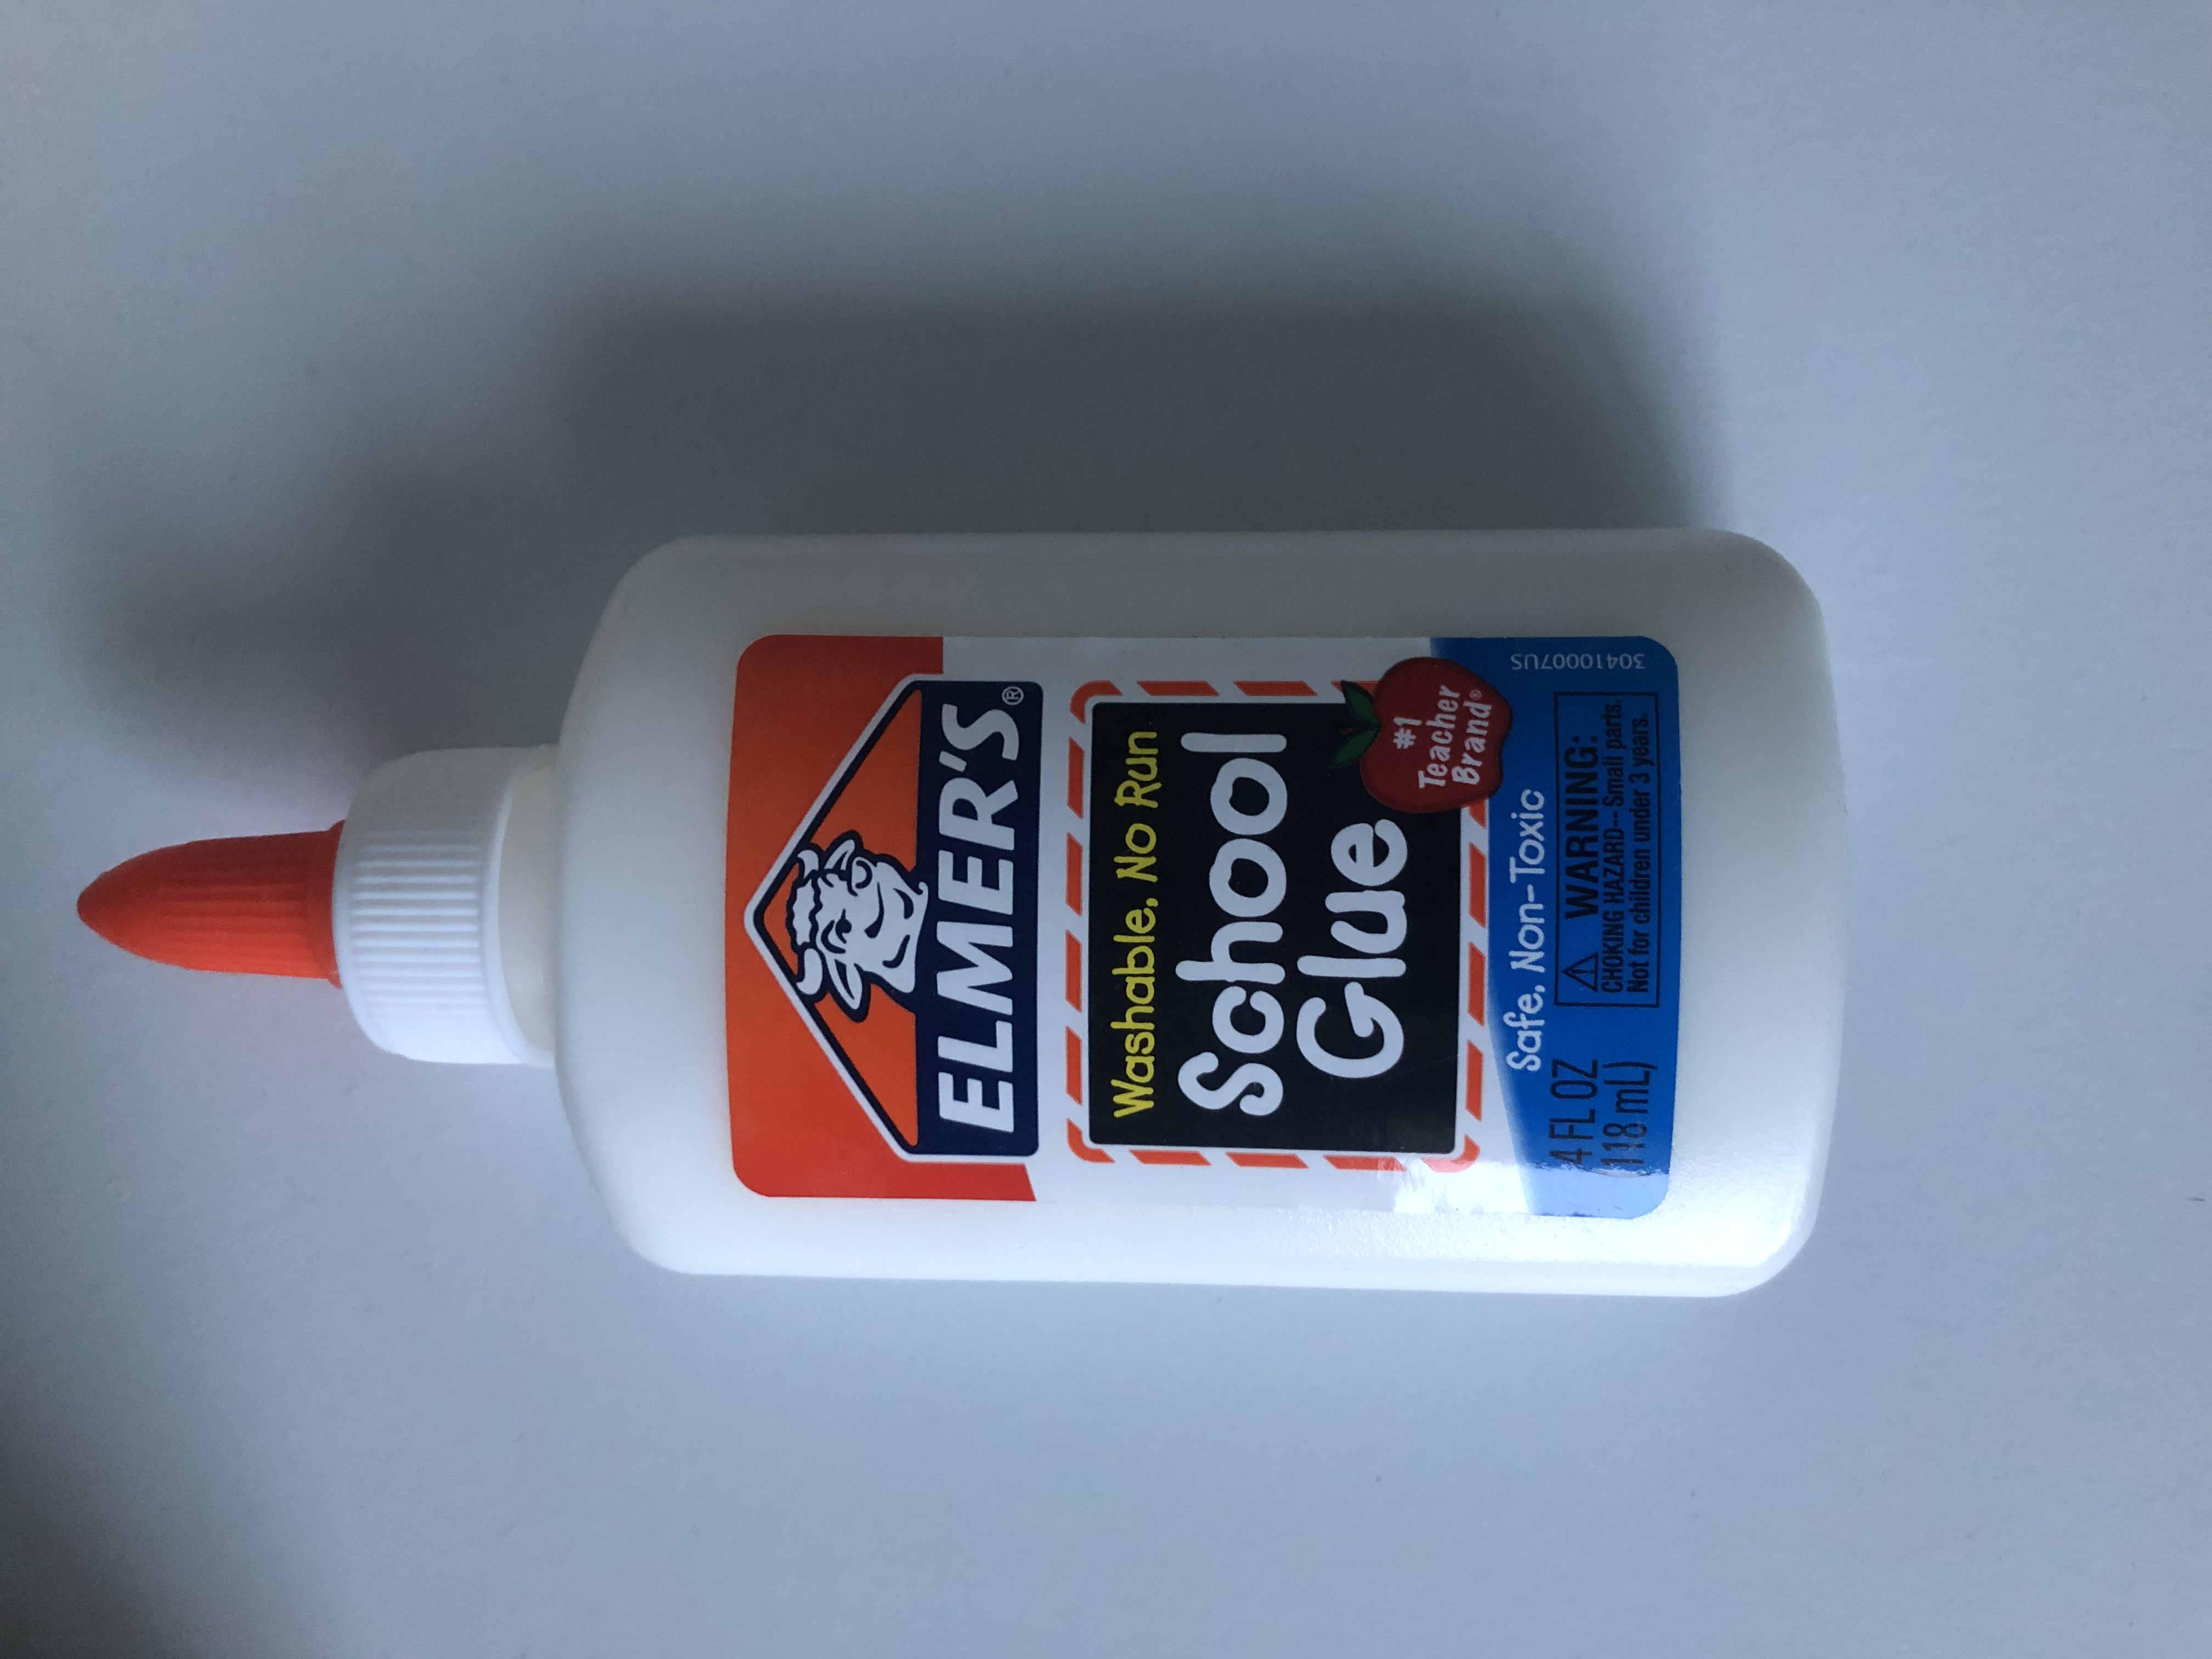 ELMER'S®
Washable, No Run
School
Glue
#1
Teacher
Brand®
Safe, Non-Toxic
4 FL OZ
(118 mL)
WARNING:
CHOKING HAZARD-- Small parts.
Not for children under 3 years.
30410007US